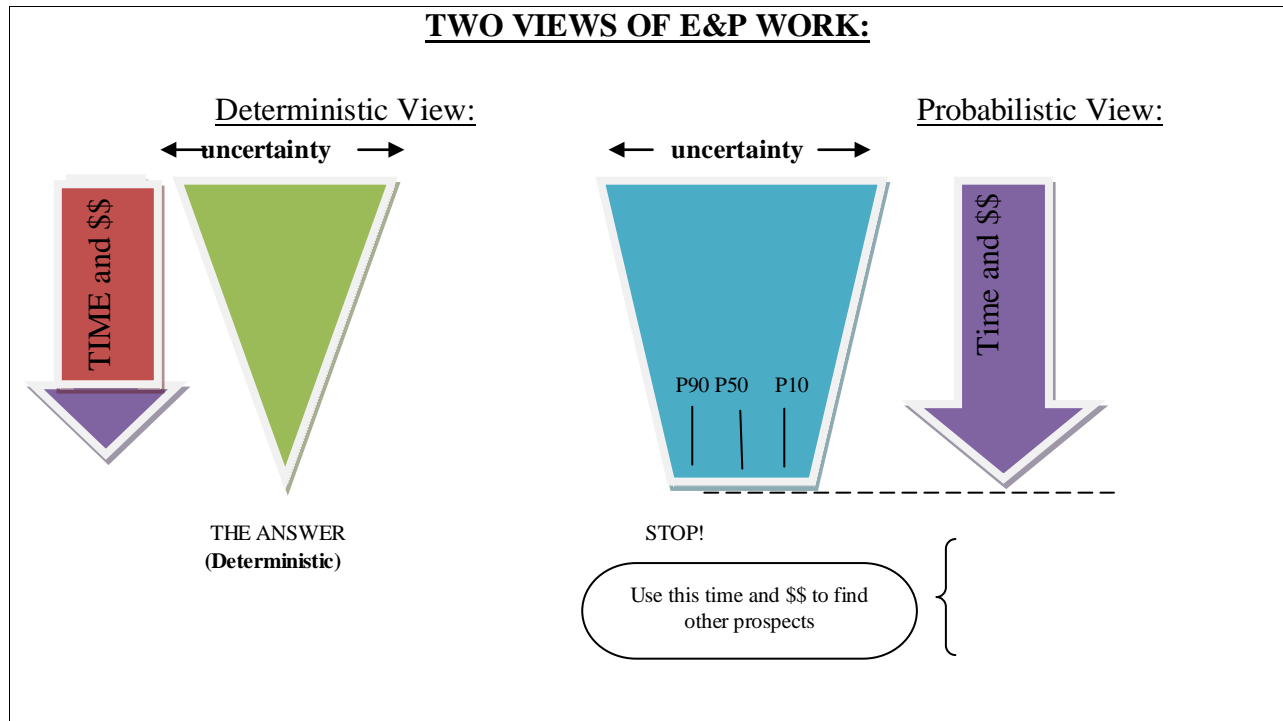 TWO VIEWS OF E&P WORK:
Deterministic View:
uncertainty
TIME and $$
THE ANSWER
(Deterministic)
Probabilistic View:
uncertainty
P90 P50 P10
Time and $$
STOP!
Use this time and $$ to find
other prospects